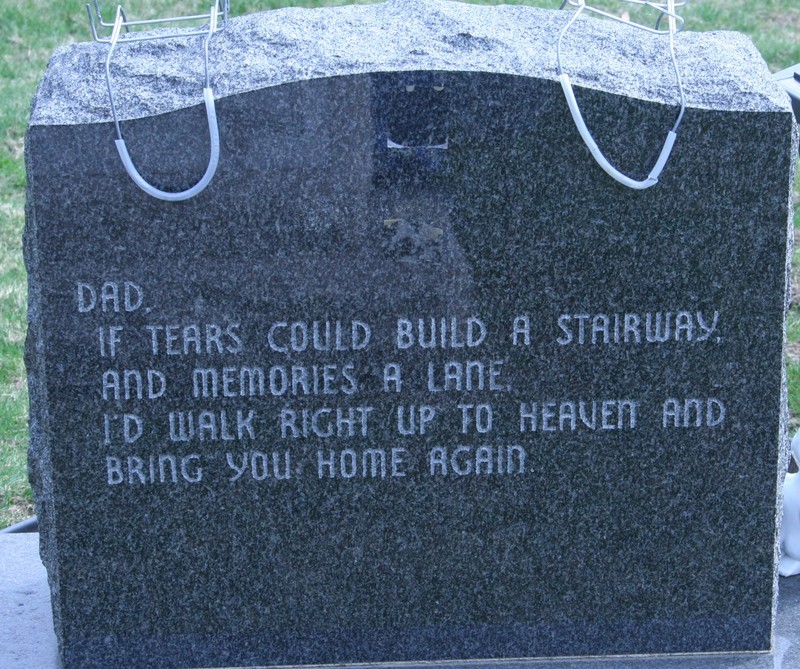 DAD,
IF TEARS COULD BUILD A STAIRWAY,
AND MEMORIES A LANE,
I'D WALK RIGHT UP TO HEAVEN AND
BRING YOU HOME AGAIN.